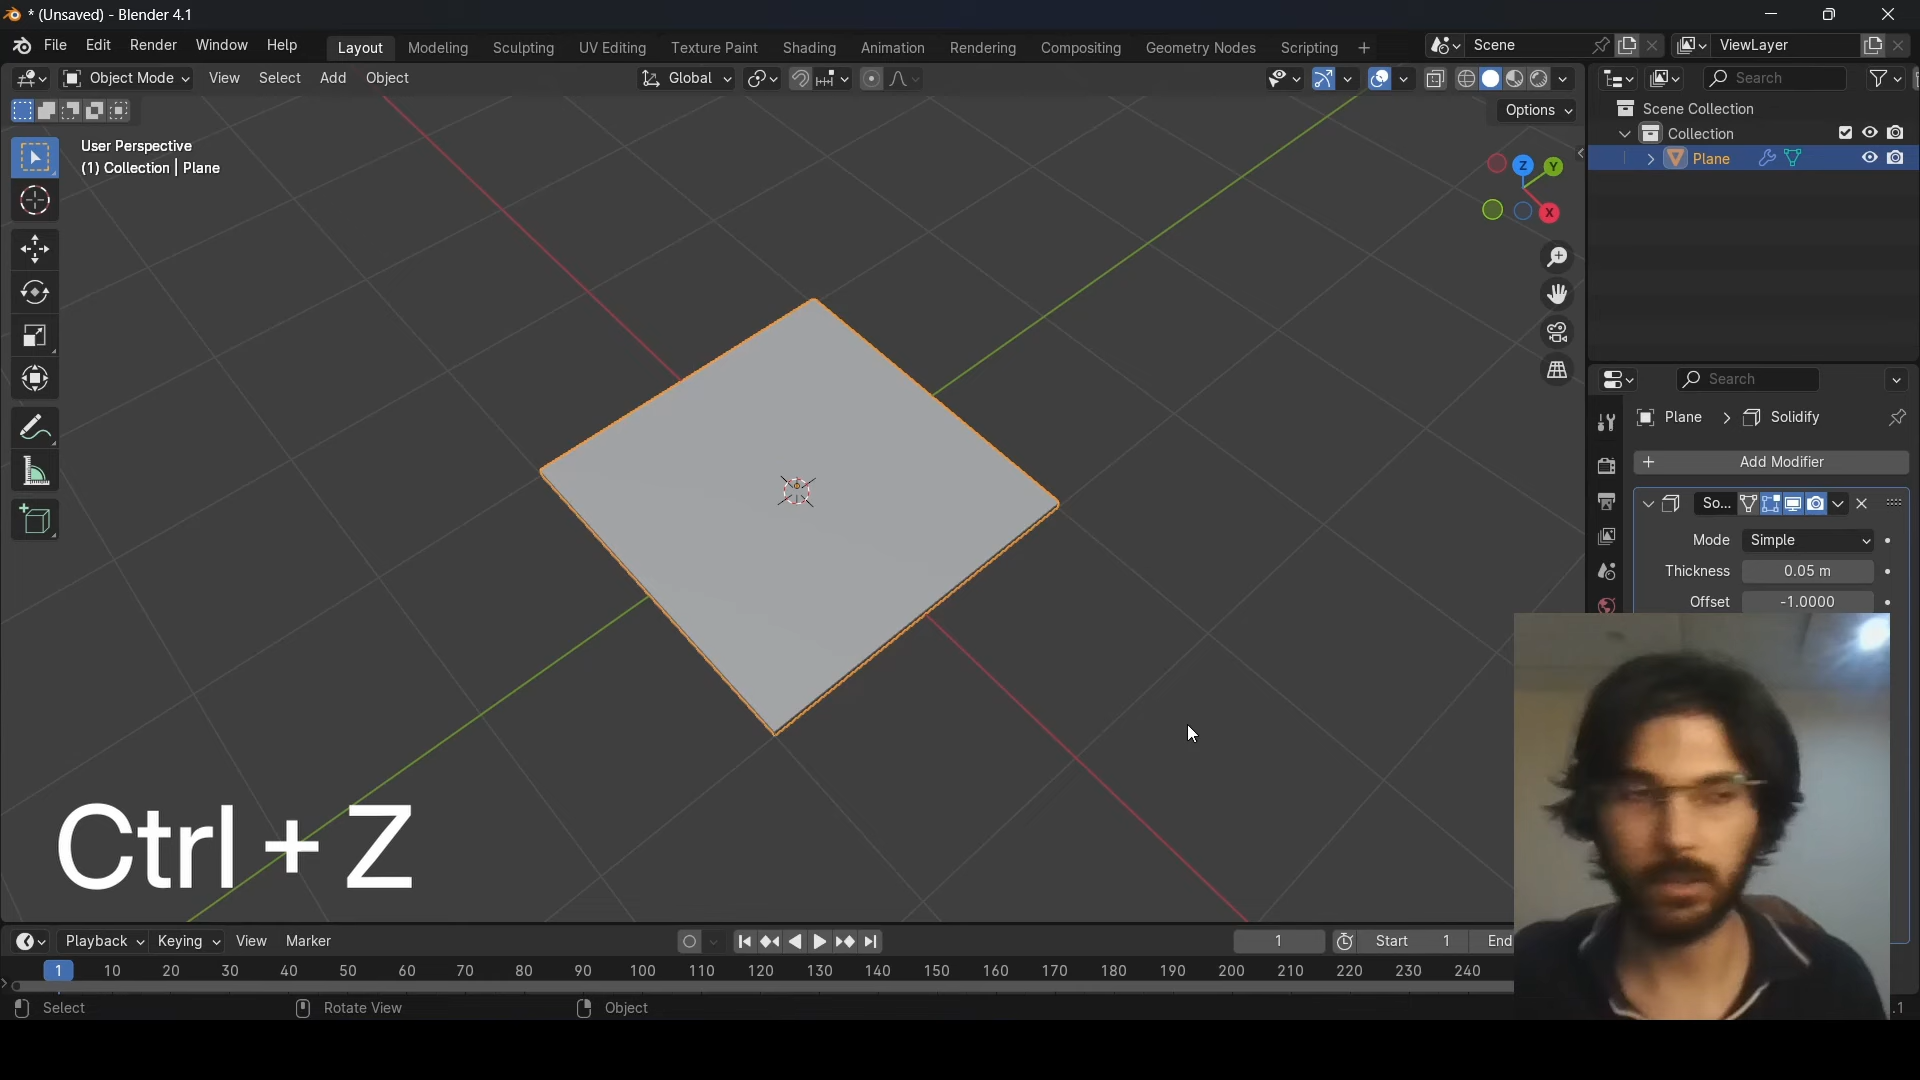 * (Unsaved) - Blender 4.1
File Edit Render Window Help Layout Modeling Sculpting UV Editing Texture Paint Shading Animation Rendering Compositing Geometry Nodes Scripting + Scene ViewLayer
Object Mode View Select Add Object Global Search
Options
Scene Collection
Collection
Plane
User Perspective
(1) Collection | Plane
Z
Y
X
Search
Plane > Solidify
+ Add Modifier
So...
Mode Simple
Thickness 0.05 m
Offset -1.0000
Ctrl + Z
Playback Keying View Marker 1 Start 1 End
1 10 20 30 40 50 60 70 80 90 100 110 120 130 140 150 160 170 180 190 200 210 220 230 240
Select Rotate View Object .1